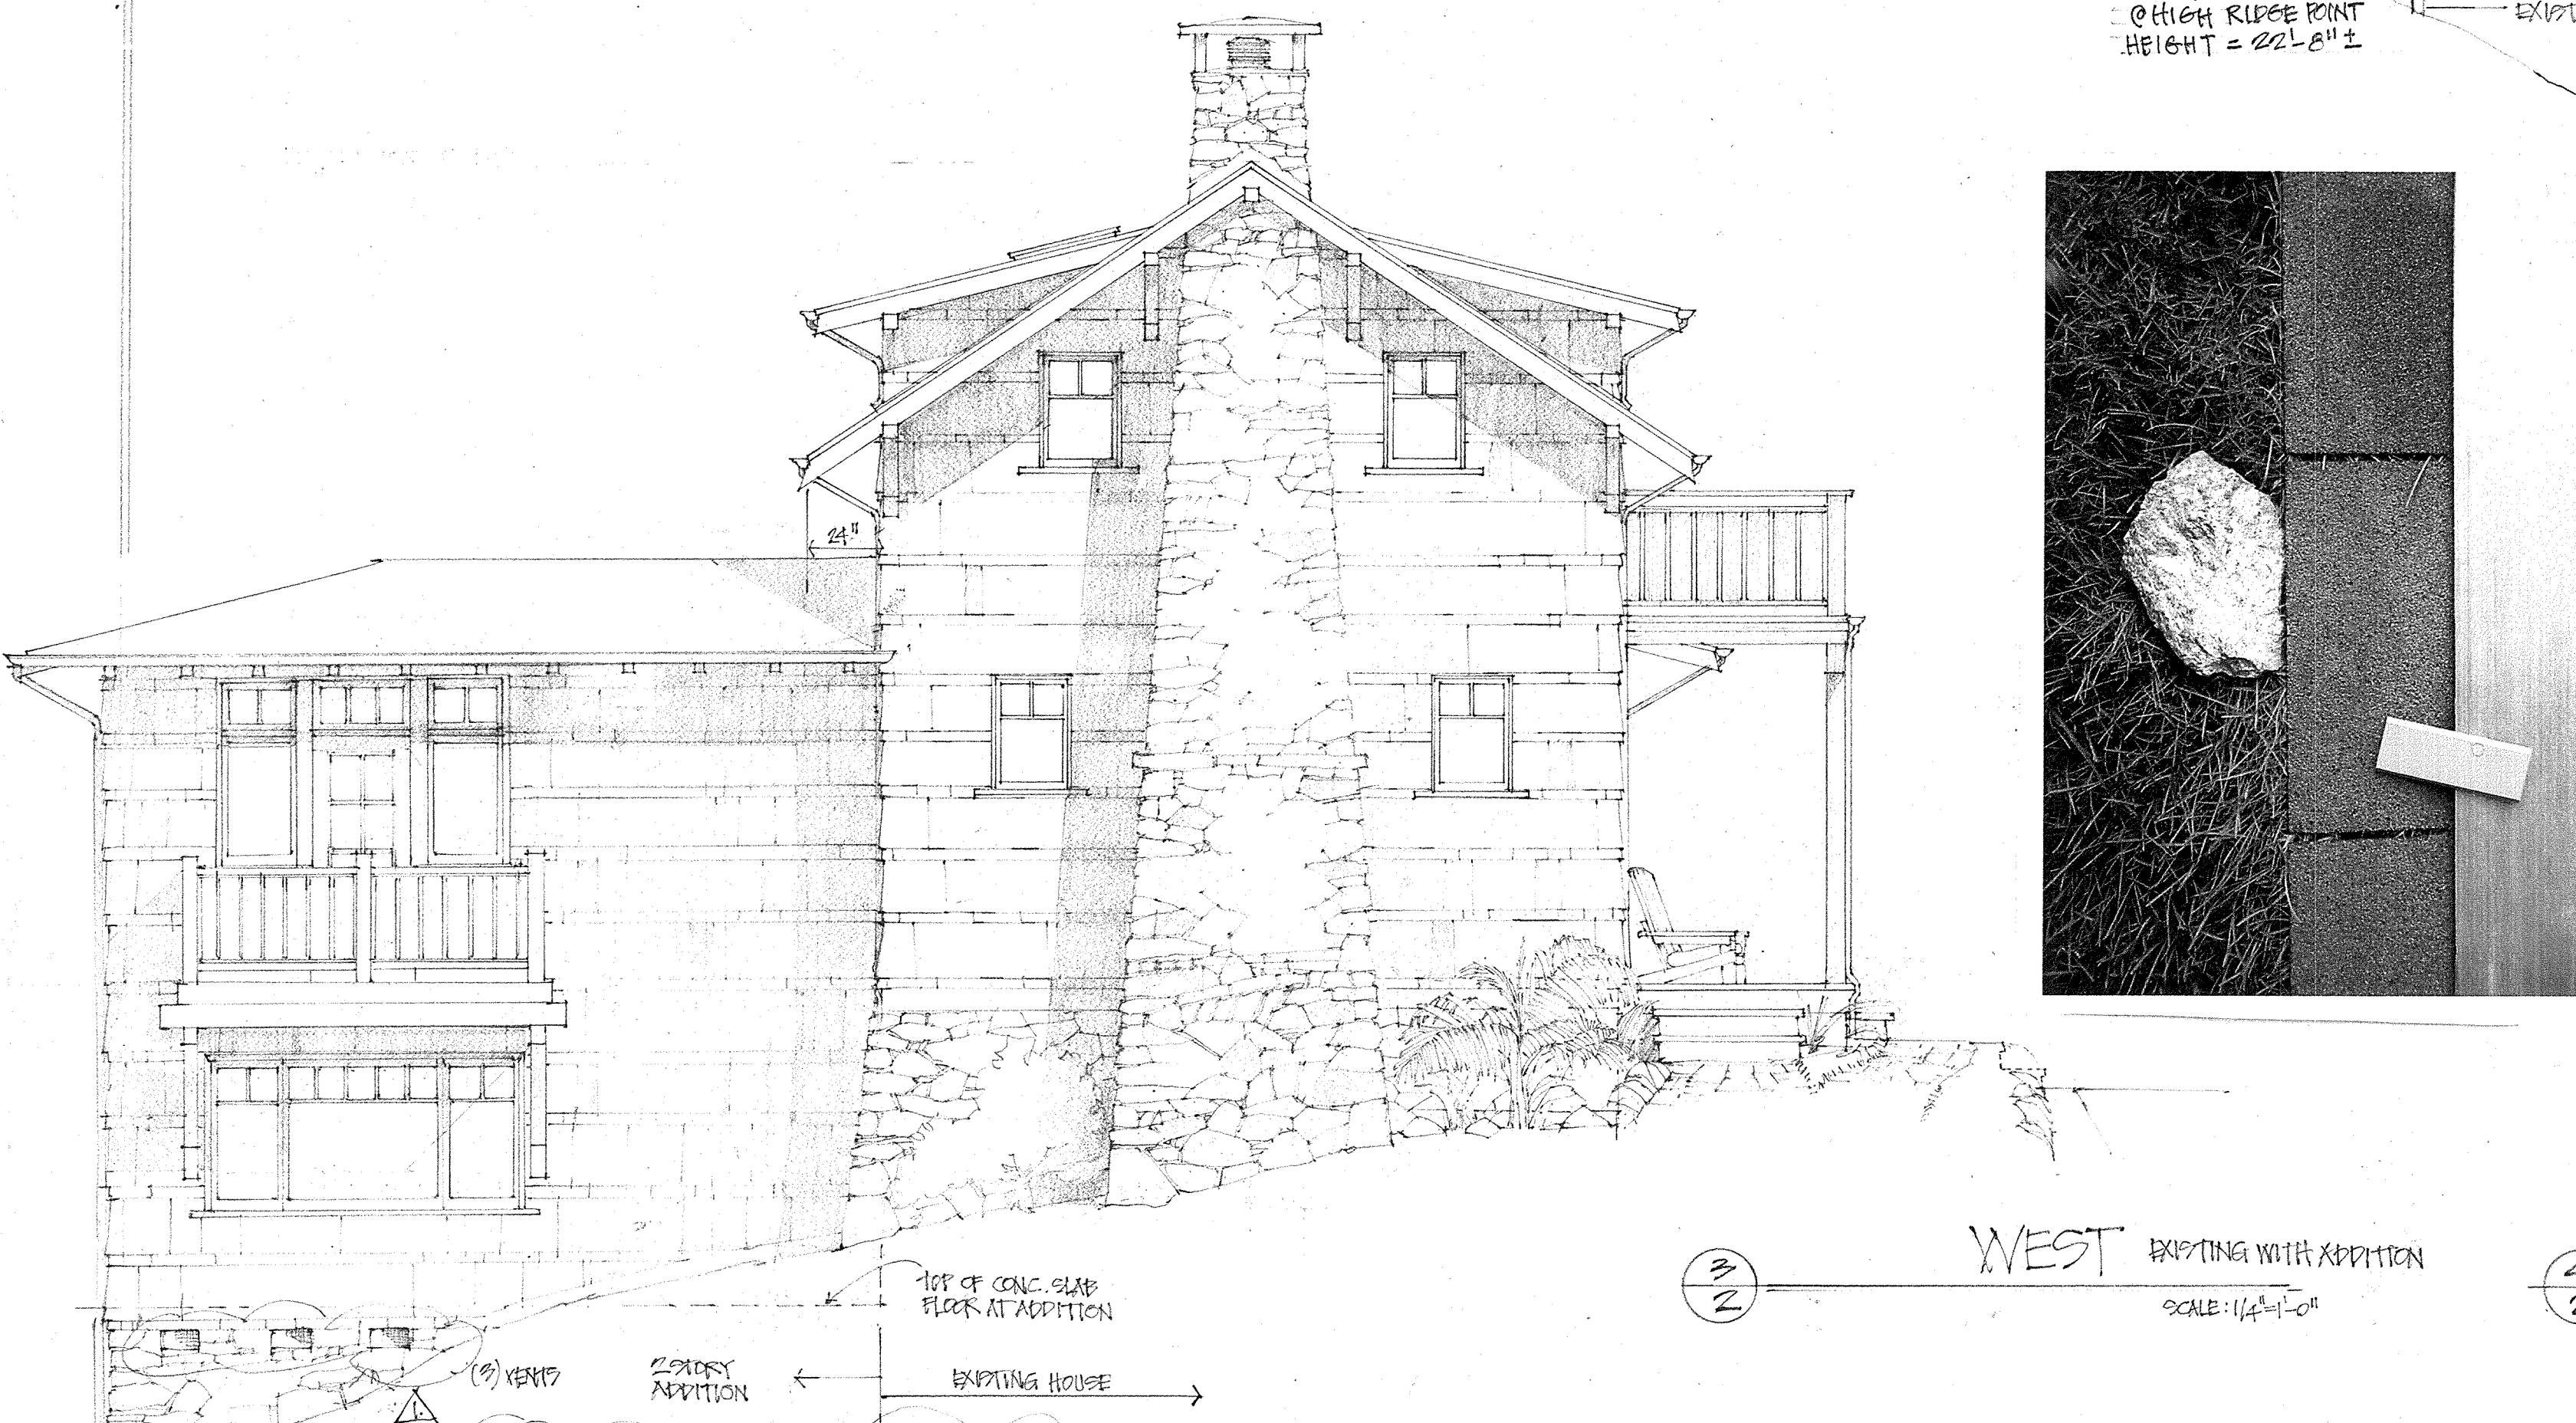 @ HIGH RIDGE POINT
HEIGHT = 22'-8" ±
24"
TOP OF CONC. SLAB
FLOOR AT ADDITION
(3) VENTS
1.
2 STORY
ADDITION
EXISTING HOUSE
3
2
WEST EXISTING WITH ADDITION
SCALE: 1/4"=1'-0"